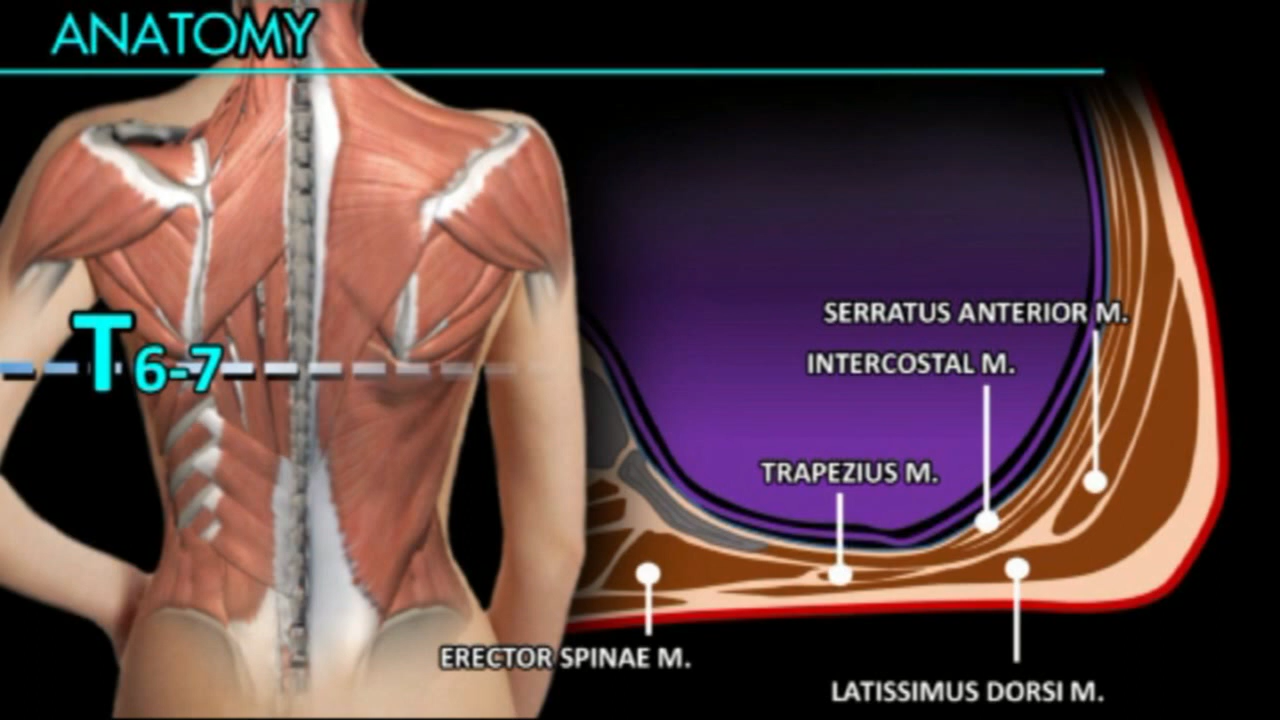 ANATOMY
T6-7
SERRATUS ANTERIOR M.
INTERCOSTAL M.
TRAPEZIUS M.
ERECTOR SPINAE M.
LATISSIMUS DORSI M.